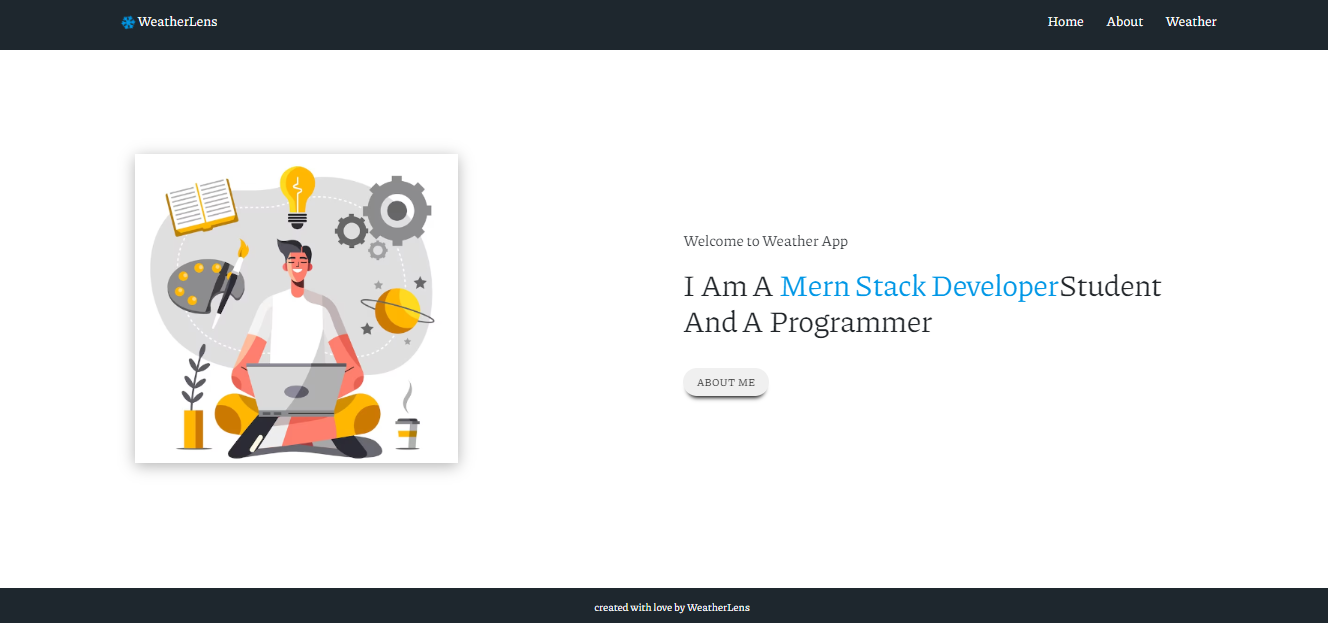 WeatherLens
Home About Weather
Welcome to Weather App
I Am A Mern Stack DeveloperStudent
And A Programmer
ABOUT ME
created with love by WeatherLens